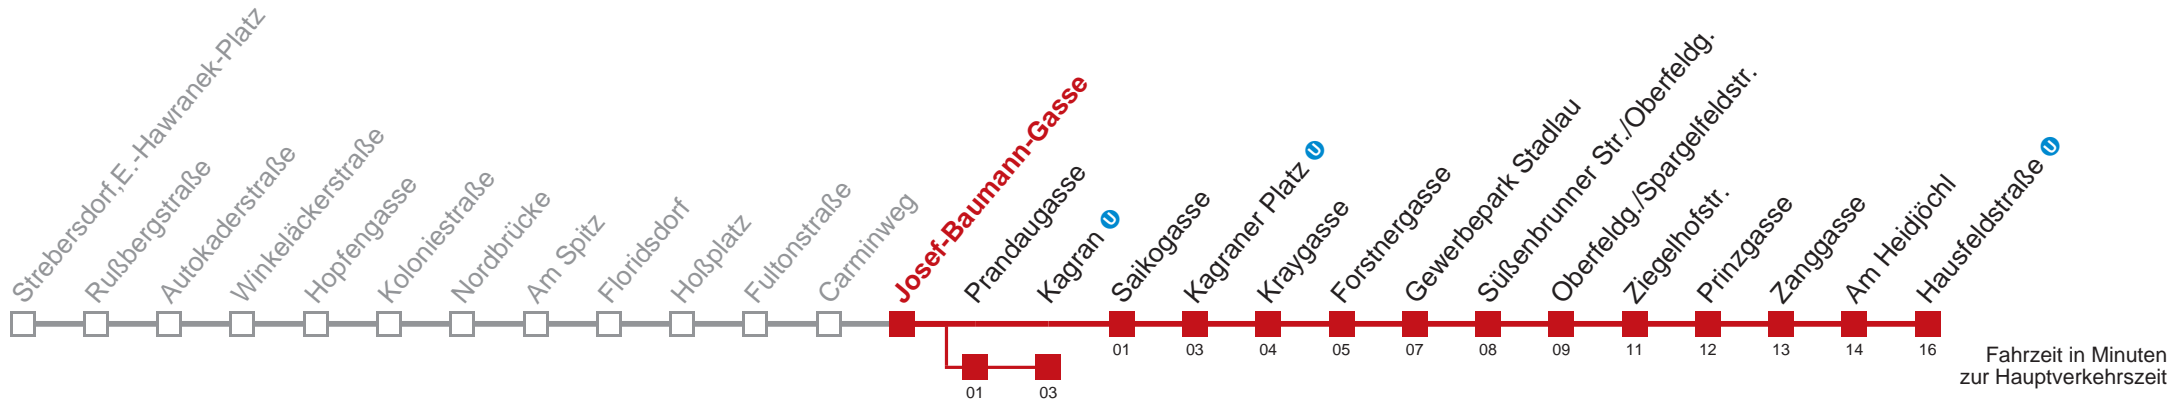 Strebersdorf,E.-Hawranek-Platz
Rußbergstraße
Autokaderstraße
Winkeläckerstraße
Hopfengasse
Koloniestraße
Nordbrücke
Am Spitz
Floridsdorf
Hoßplatz
Fultonstraße
Carminweg
Josef-Baumann-Gasse
Prandaugasse
Kagran U
Saikogasse
Kagraner Platz U
Kraygasse
Forstnergasse
Gewerbepark Stadlau
Süßenbrunner Str./Oberfeldg.
Oberfeldg./Spargelfeldstr.
Ziegelhofstr.
Prinzgasse
Zanggasse
Am Heidjöchl
Hausfeldstraße U
01 03 04 05 07 08 09 11 12 13 14 16
01 03
Fahrzeit in Minuten
zur Hauptverkehrszeit